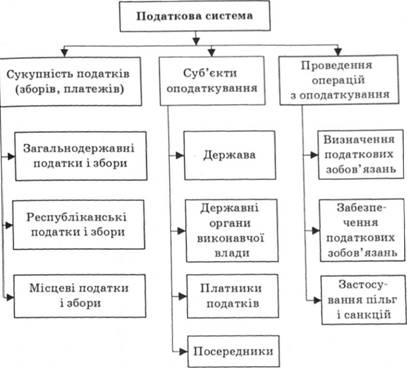 Податкова система
Сукупність податків
(зборів, платежів)
Суб’єкти
оподаткування
Проведення
операцій
з оподаткування
Загальнодержавні
податки і збори
Республіканські
податки і збори
Місцеві податки
і збори
Держава
Державні
органи
виконавчої
влади
Платники
податків
Посередники
Визначення
податкових
зобов’язань
Забезпе-
чення
податкових
зобов’язань
Застосу-
вання пільг
і санкцій